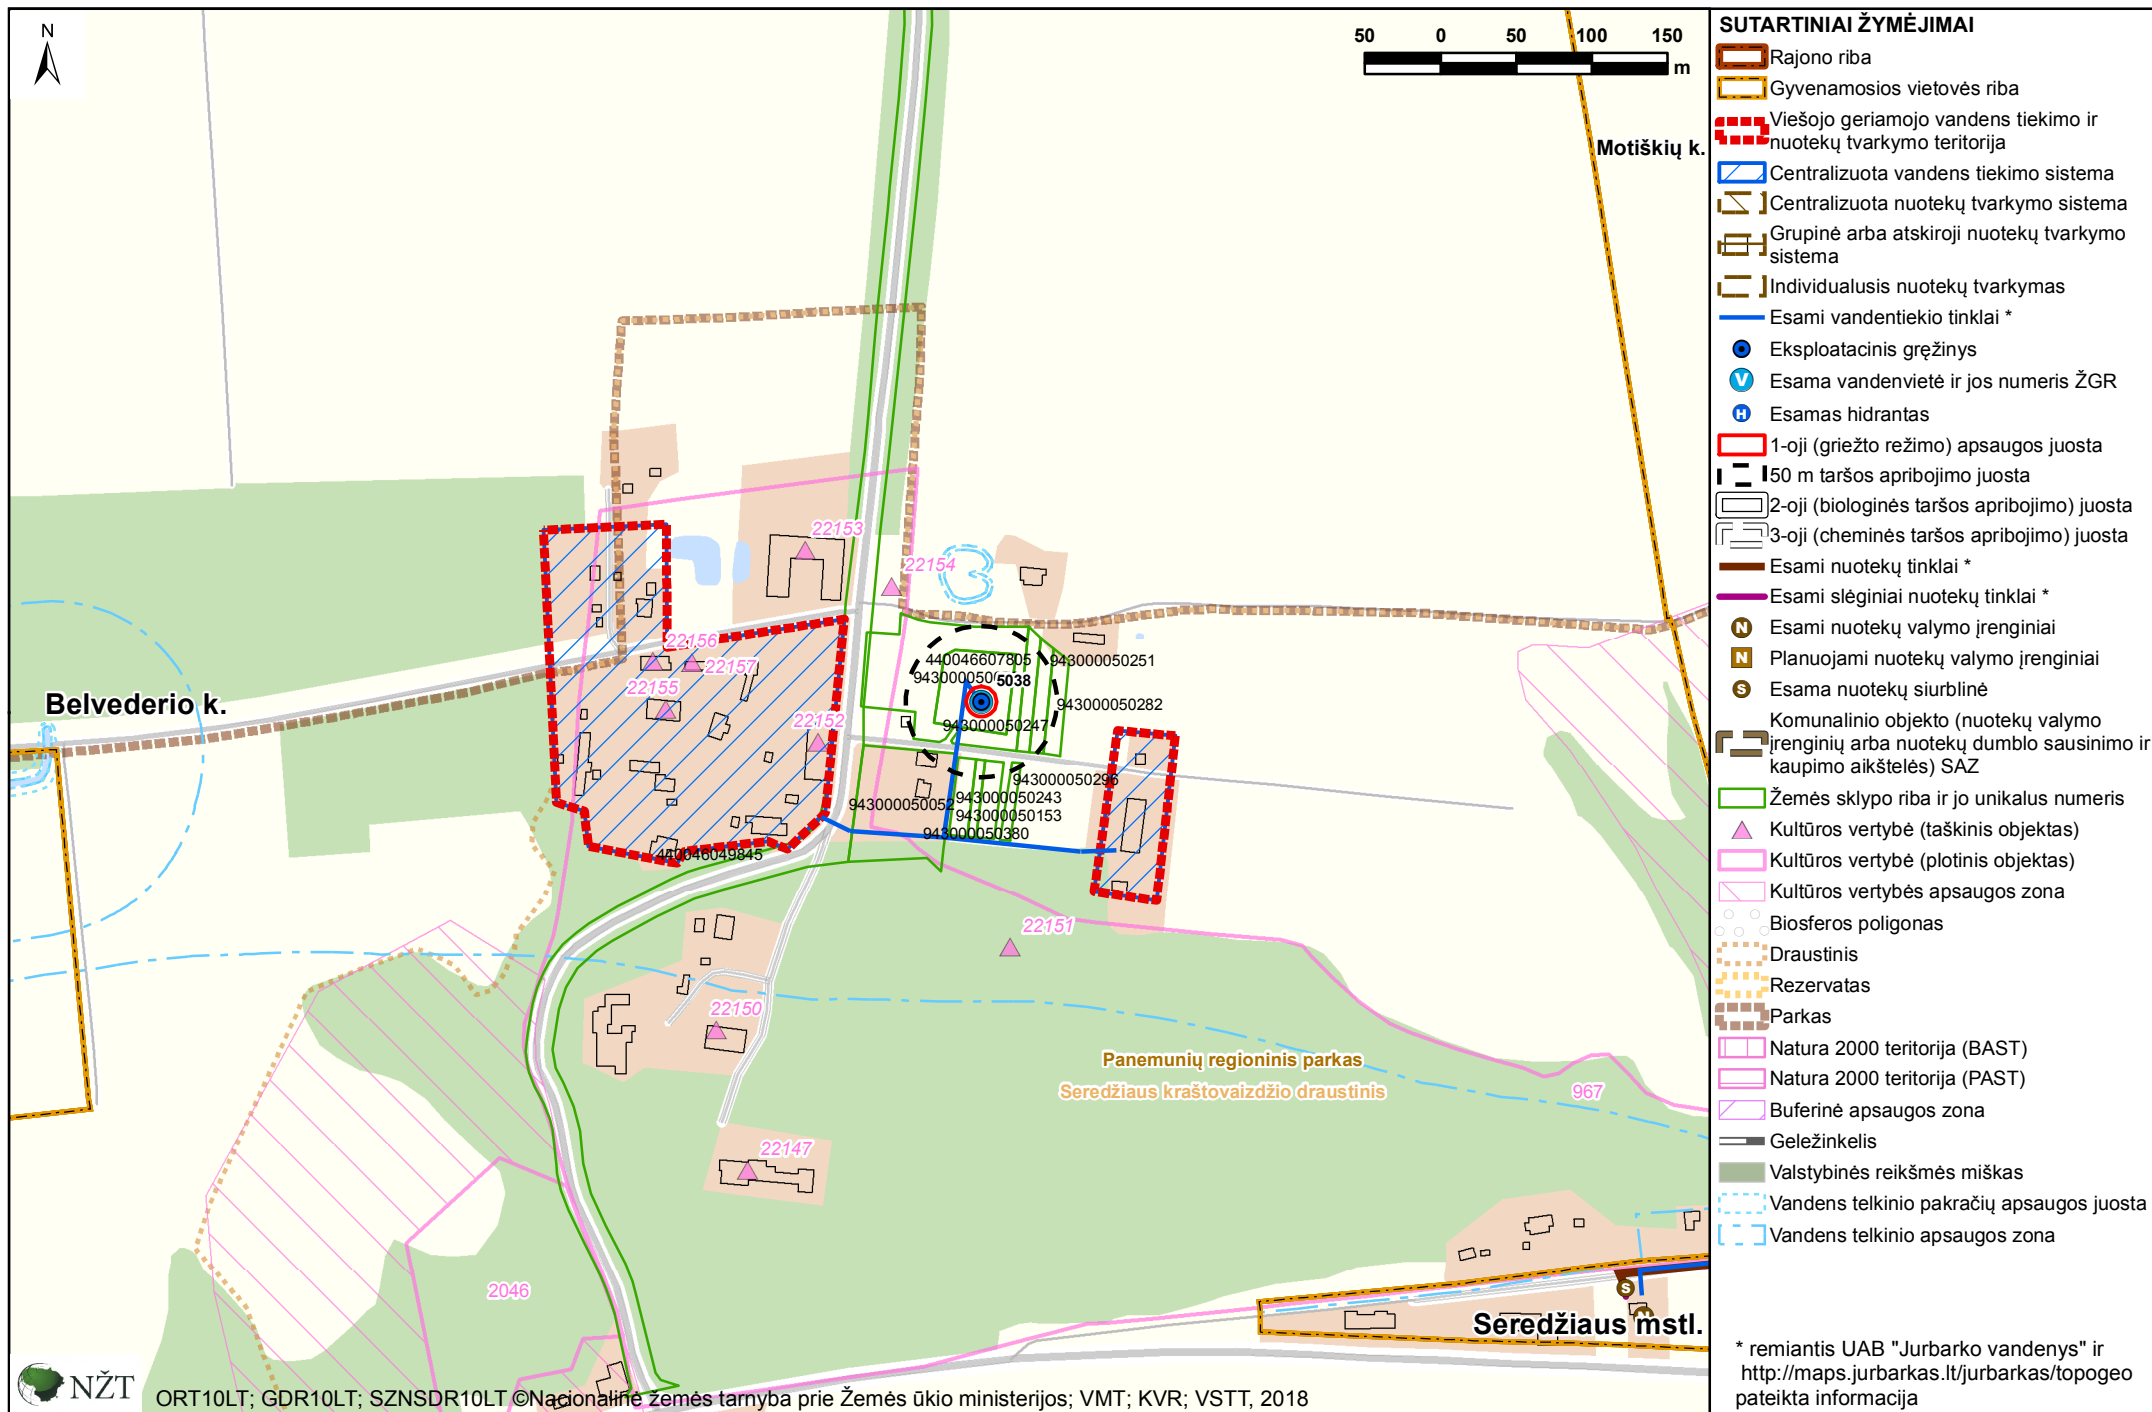 N
50 0 50 100 150
m
Motiškių k.
22153
22154
22156
22157
22155
22152
Belvederio k.
440046607805
943000050251
5038
943000050282
943000050247
943000050296
943000050243
943000050052
943000050153
943000050380
440046049845
22151
22150
Panemunių regioninis parkas
Seredžiaus kraštovaizdžio draustinis
967
22147
2046
Seredžiaus mstl.
NŽT
ORT10LT; GDR10LT; SZNSDR10LT ©Nacionalinė žemės tarnyba prie Žemės ūkio ministerijos; VMT; KVR; VSTT, 2018
SUTARTINIAI ŽYMĖJIMAI
Rajono riba
Gyvenamosios vietovės riba
Viešojo geriamojo vandens tiekimo ir
nuotekų tvarkymo teritorija
Centralizuota vandens tiekimo sistema
Centralizuota nuotekų tvarkymo sistema
Grupinė arba atskiroji nuotekų tvarkymo
sistema
Individualusis nuotekų tvarkymas
Esami vandentiekio tinklai *
Eksploatacinis gręžinys
V Esama vandenvietė ir jos numeris ŽGR
H Esamas hidrantas
1-oji (griežto režimo) apsaugos juosta
50 m taršos apribojimo juosta
2-oji (biologinės taršos apribojimo) juosta
3-oji (cheminės taršos apribojimo) juosta
Esami nuotekų tinklai *
Esami slėginiai nuotekų tinklai *
N Esami nuotekų valymo įrenginiai
N Planuojami nuotekų valymo įrenginiai
S Esama nuotekų siurblinė
Komunalinio objekto (nuotekų valymo
įrenginių arba nuotekų dumblo sausinimo ir
kaupimo aikštelės) SAZ
Žemės sklypo riba ir jo unikalus numeris
Kultūros vertybė (taškinis objektas)
Kultūros vertybė (plotinis objektas)
Kultūros vertybės apsaugos zona
Biosferos poligonas
Draustinis
Rezervatas
Parkas
Natura 2000 teritorija (BAST)
Natura 2000 teritorija (PAST)
Buferinė apsaugos zona
Geležinkelis
Valstybinės reikšmės miškas
Vandens telkinio pakračių apsaugos juosta
Vandens telkinio apsaugos zona
S
N
* remiantis UAB "Jurbarko vandenys" ir
http://maps.jurbarkas.lt/jurbarkas/topogeo
pateikta informacija